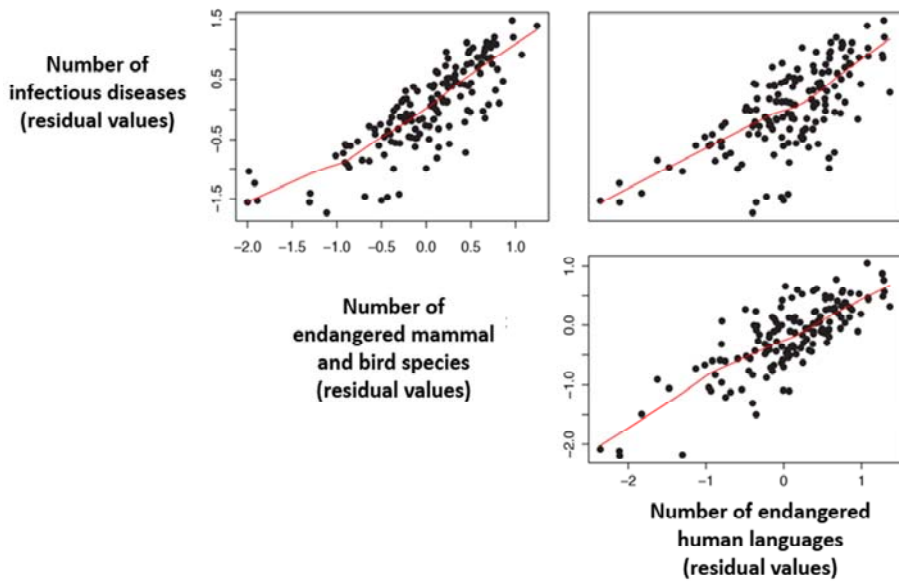 Number of
infectious diseases
(residual values)
1.5
0.5
−0.5
−1.5
−2.0 −1.5 −1.0 −0.5 0.0 0.5 1.0
Number of
endangered mammal
and bird species
(residual values)
1.0
0.0
−1.0
−2.0
−2 −1 0 1
Number of endangered
human languages
(residual values)